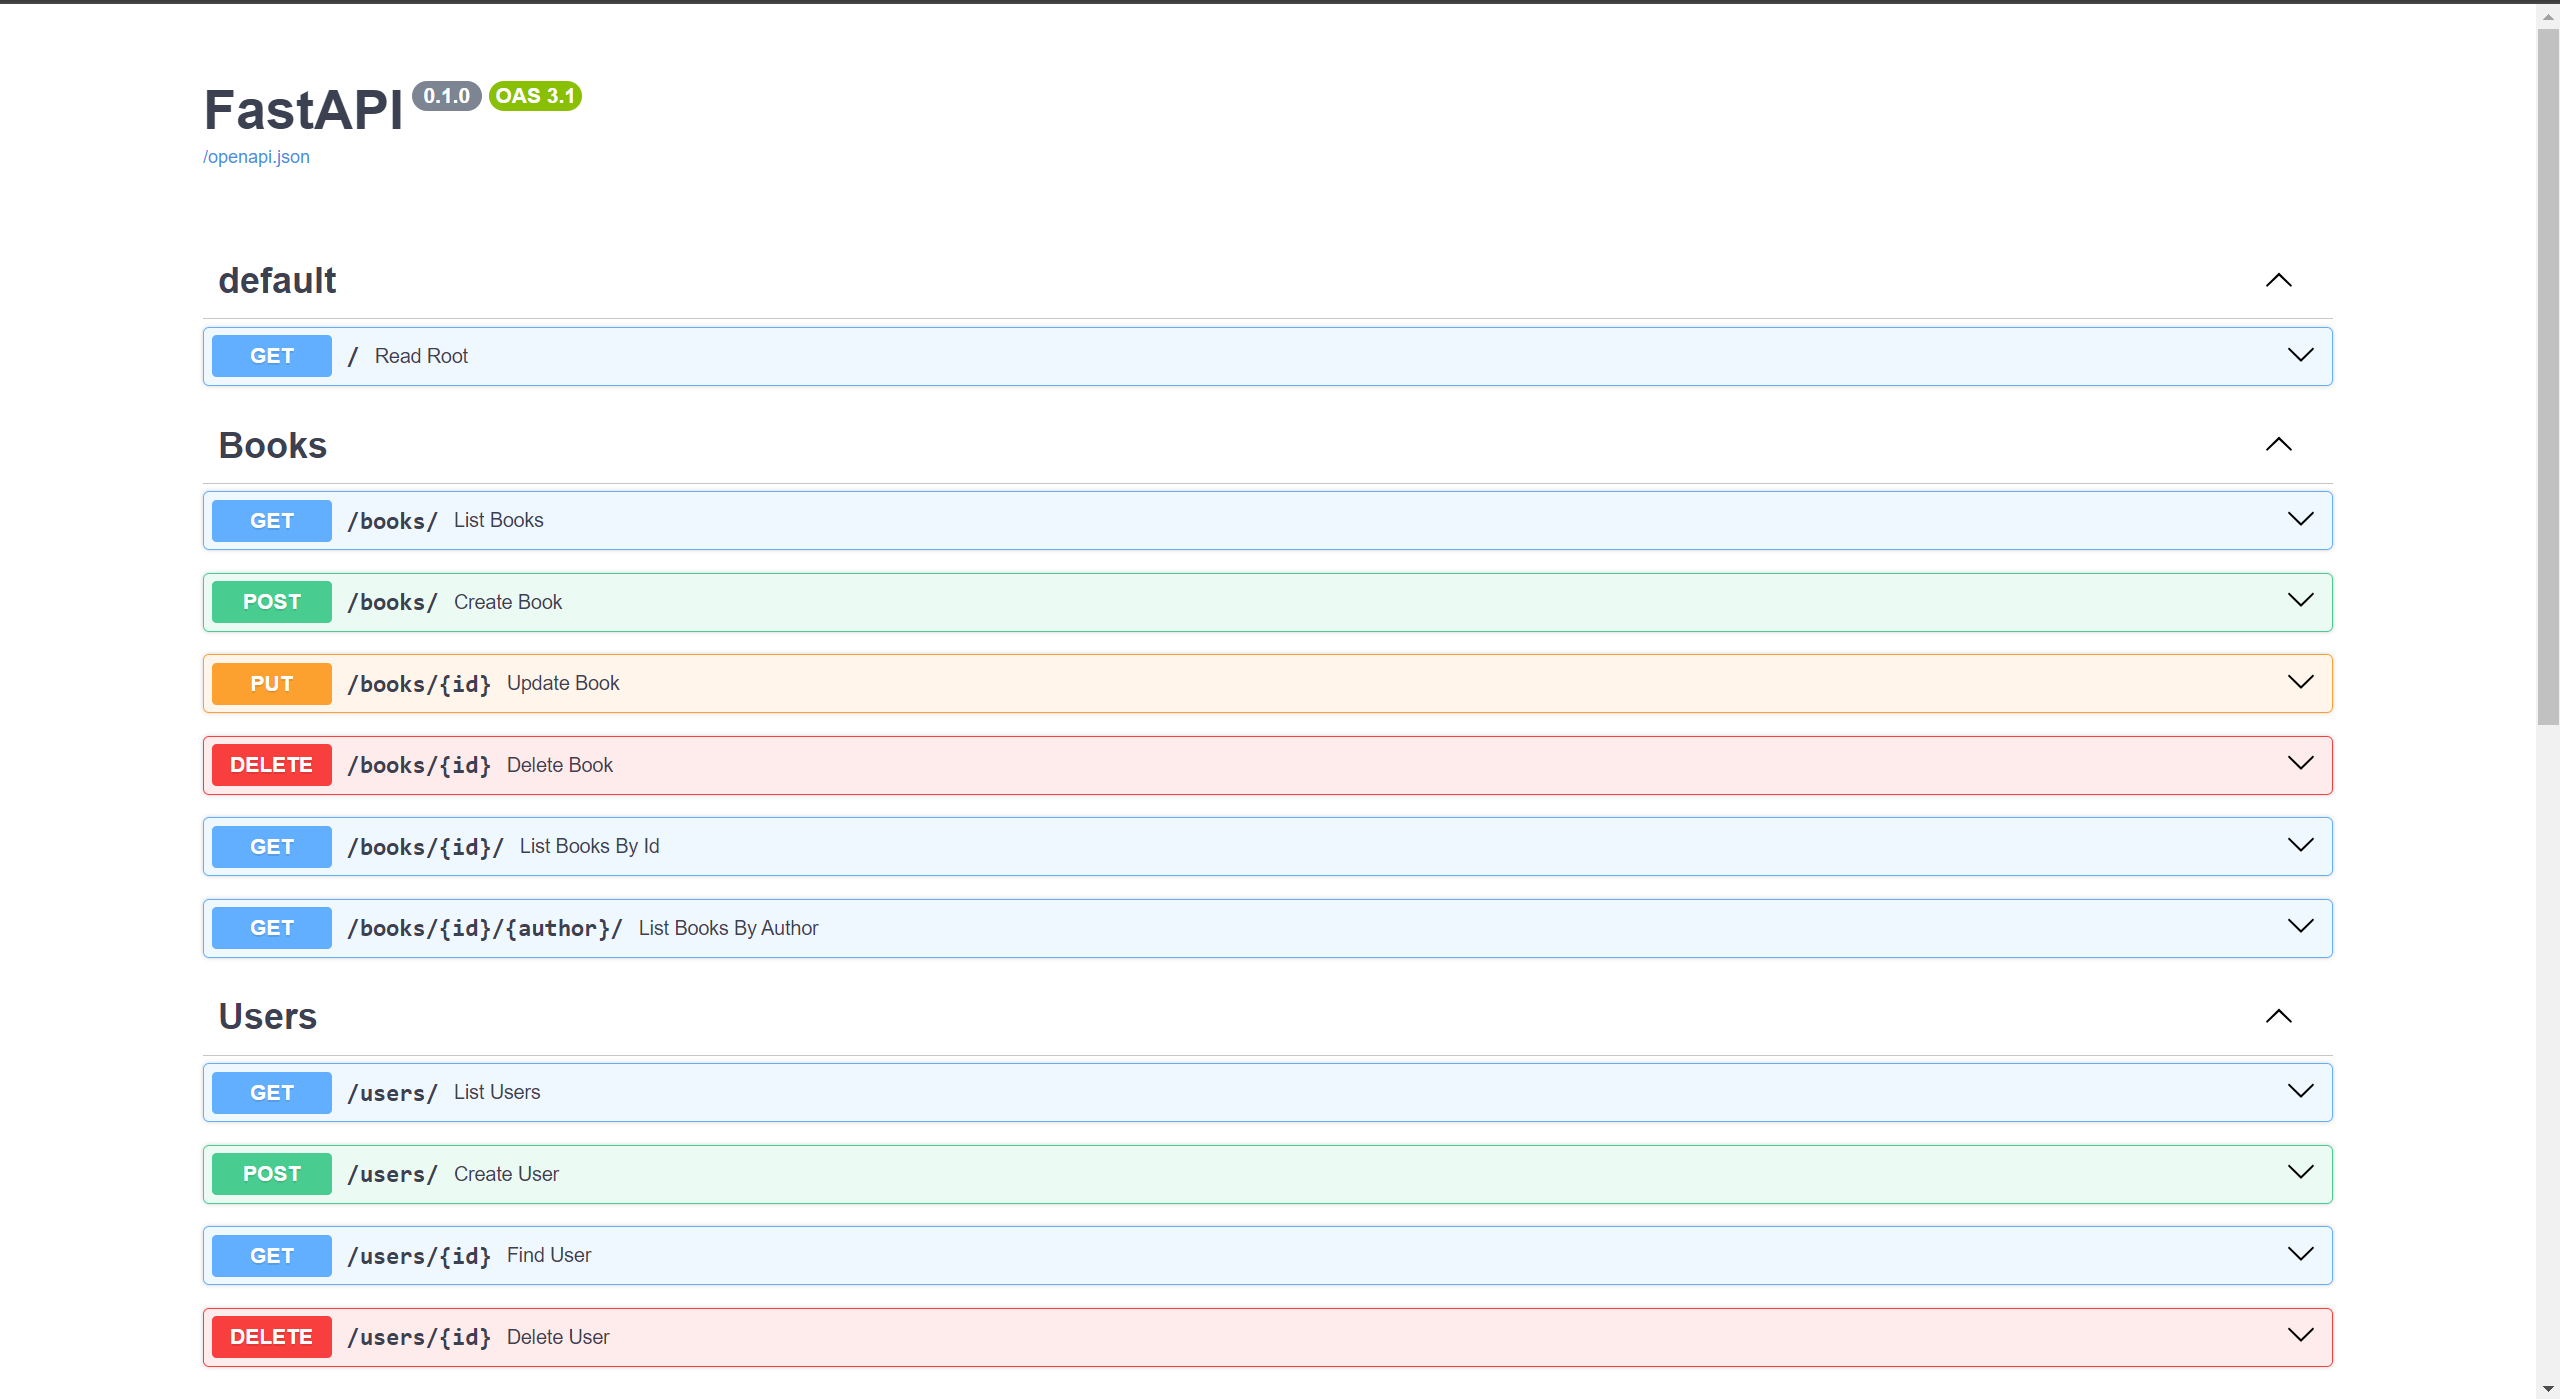 FastAPI 0.1.0 OAS 3.1
/openapi.json
default
GET / Read Root
Books
GET /books/ List Books
POST /books/ Create Book
PUT /books/{id} Update Book
DELETE /books/{id} Delete Book
GET /books/{id}/ List Books By Id
GET /books/{id}/{author}/ List Books By Author
Users
GET /users/ List Users
POST /users/ Create User
GET /users/{id} Find User
DELETE /users/{id} Delete User